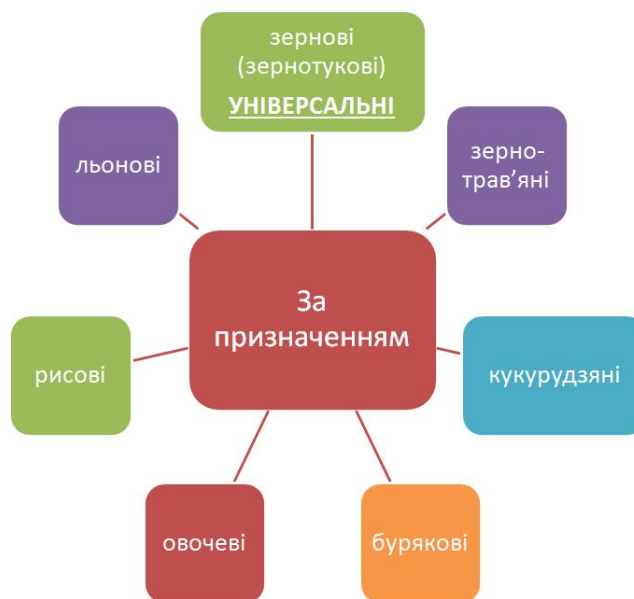 зернові
(зернотукові)
УНІВЕРСАЛЬНІ
зерно-
трав’яні
кукурудзяні
бурякові
овочеві
рисові
льонові
За
призначенням